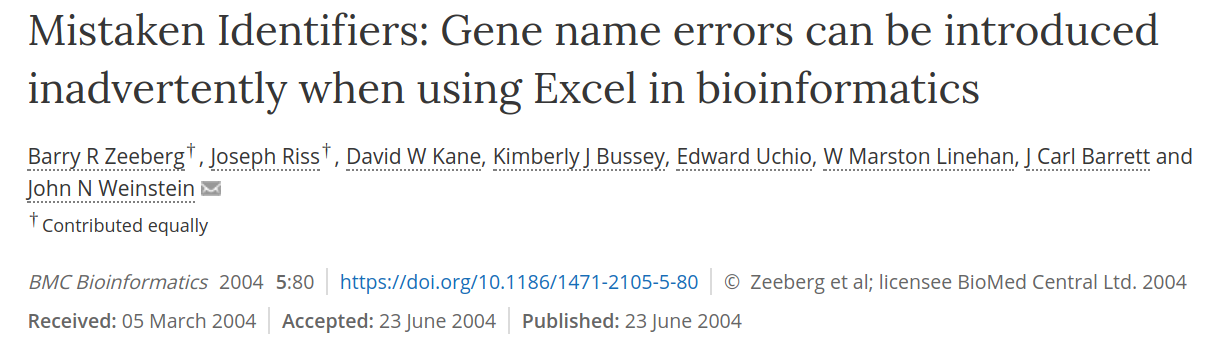 Mistaken Identifiers: Gene name errors can be introduced
inadvertently when using Excel in bioinformatics
Barry R Zeeberg†, Joseph Riss†, David W Kane, Kimberly J Bussey, Edward Uchio, W Marston Linehan, J Carl Barrett and
John N Weinstein
† Contributed equally
BMC Bioinformatics 2004 5:80 | https://doi.org/10.1186/1471-2105-5-80 | © Zeeberg et al; licensee BioMed Central Ltd. 2004
Received: 05 March 2004 | Accepted: 23 June 2004 | Published: 23 June 2004